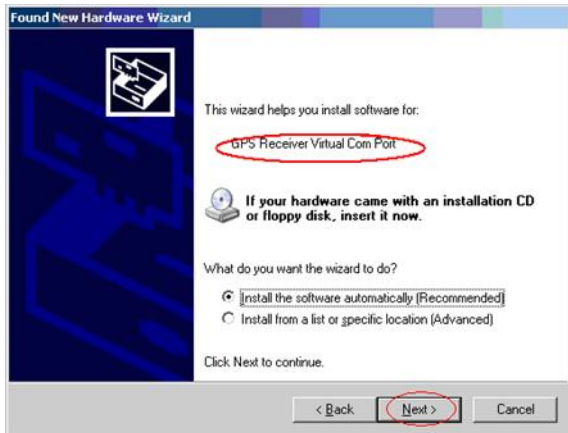 Found New Hardware Wizard
This wizard helps you install software for:
GPS Receiver Virtual Com Port
If your hardware came with an installation CD
or floppy disk, insert it now.
What do you want the wizard to do?
Install the software automatically (Recommended)
Install from a list or specific location (Advanced)
Click Next to continue.
< Back Next > Cancel